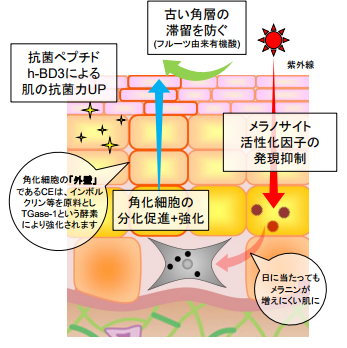 古い角層の
滞留を防ぐ
(フルーツ由来有機酸)
抗菌ペプチド
h-BD3による
肌の抗菌力UP
紫外線
メラノサイト
活性化因子の
発現抑制
角化細胞の「外壁」
であるCEは、インボル
クリン等を原料とし
TGase-1という酵素
により強化されます
角化細胞の
分化促進+強化
日に当たっても
メラニンが
増えにくい肌に